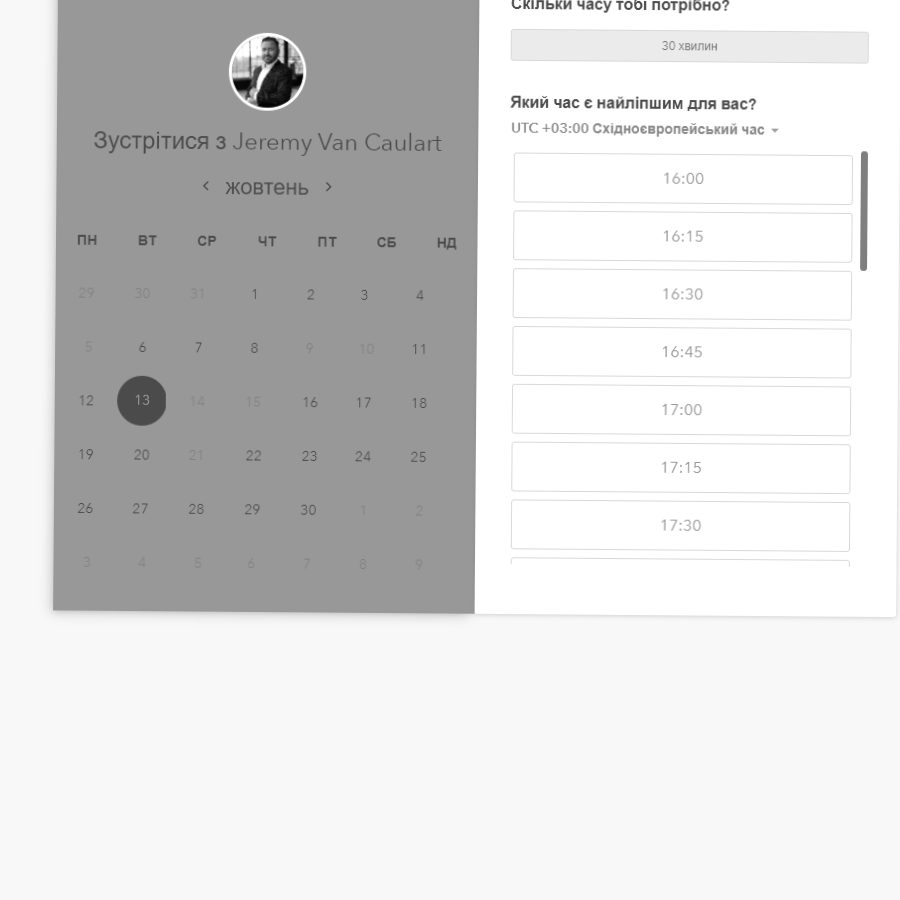 Зустрітися з Jeremy Van Caulart
жовтень
ПН ВТ СР ЧТ ПТ СБ НД
29 30 31 1 2 3 4
5 6 7 8 9 10 11
12 13 14 15 16 17 18
19 20 21 22 23 24 25
26 27 28 29 30 1 2
3 4 5 6 7 8 9
Скільки часу тобі потрібно?
30 хвилин
Який час є найліпшим для вас?
UTC +03:00 Східноєвропейський час
16:00
16:15
16:30
16:45
17:00
17:15
17:30